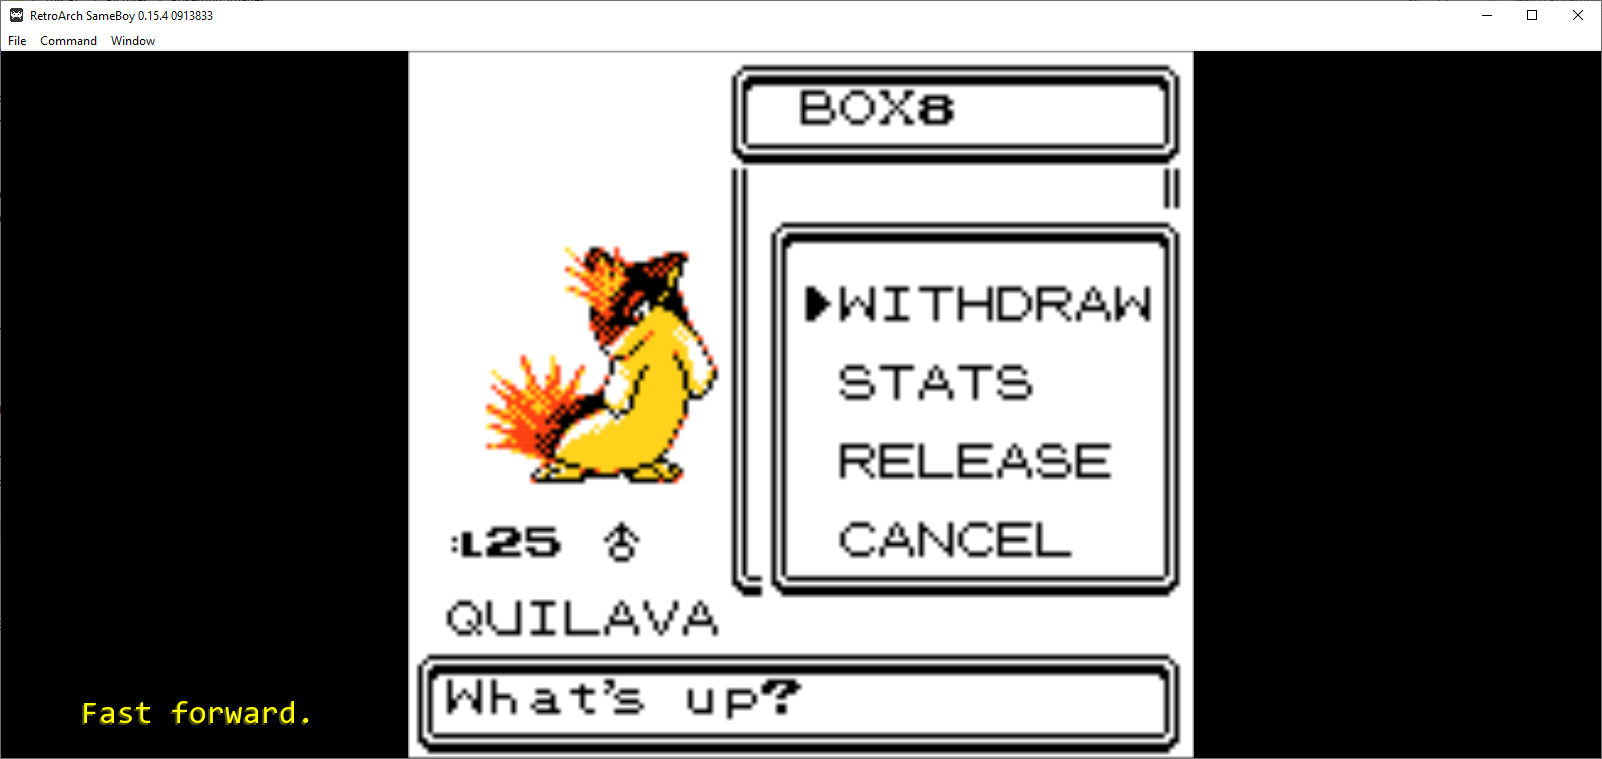 RetroArch SameBoy 0.15.4 0913833
File Command Window
BOX8
WITHDRAW
STATS
RELEASE
CANCEL
:L25 ♂
QUILAVA
What's up?
Fast forward.